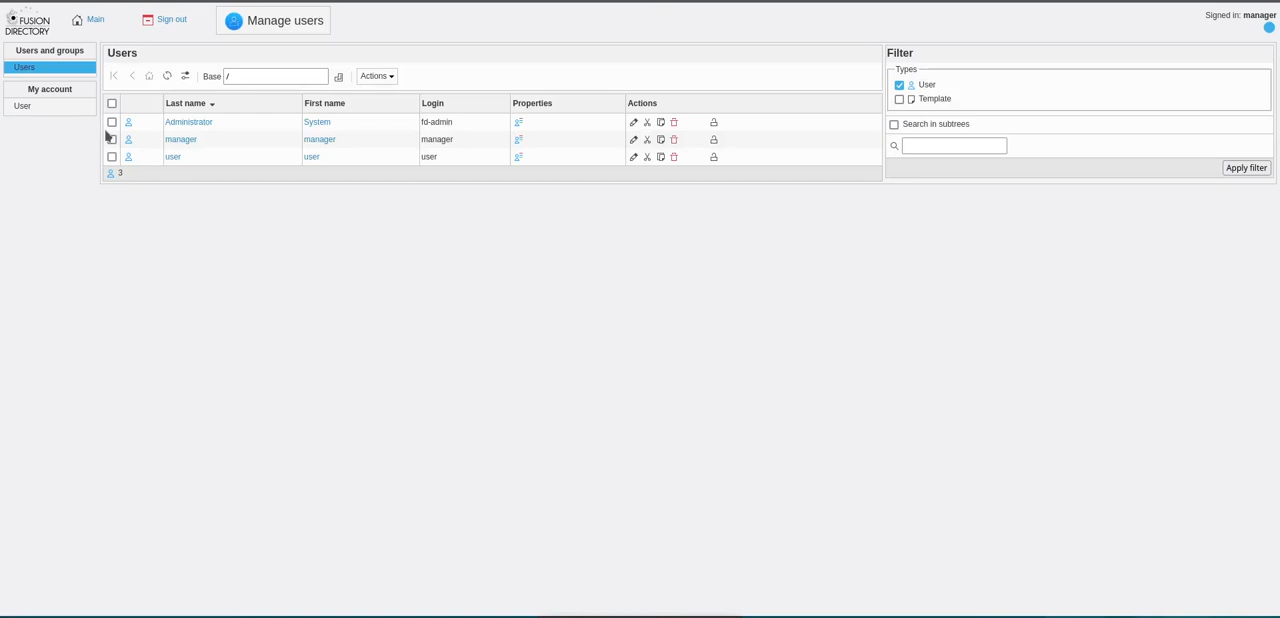 FUSION
DIRECTORY
Main
Sign out
Manage users
Signed in: manager
Users and groups
Users
My account
User
Users
Base /
Actions
Last name First name Login Properties Actions
Administrator System fd-admin
manager manager manager
user user user
3
Filter
Types
User
Template
Search in subtrees
Apply filter